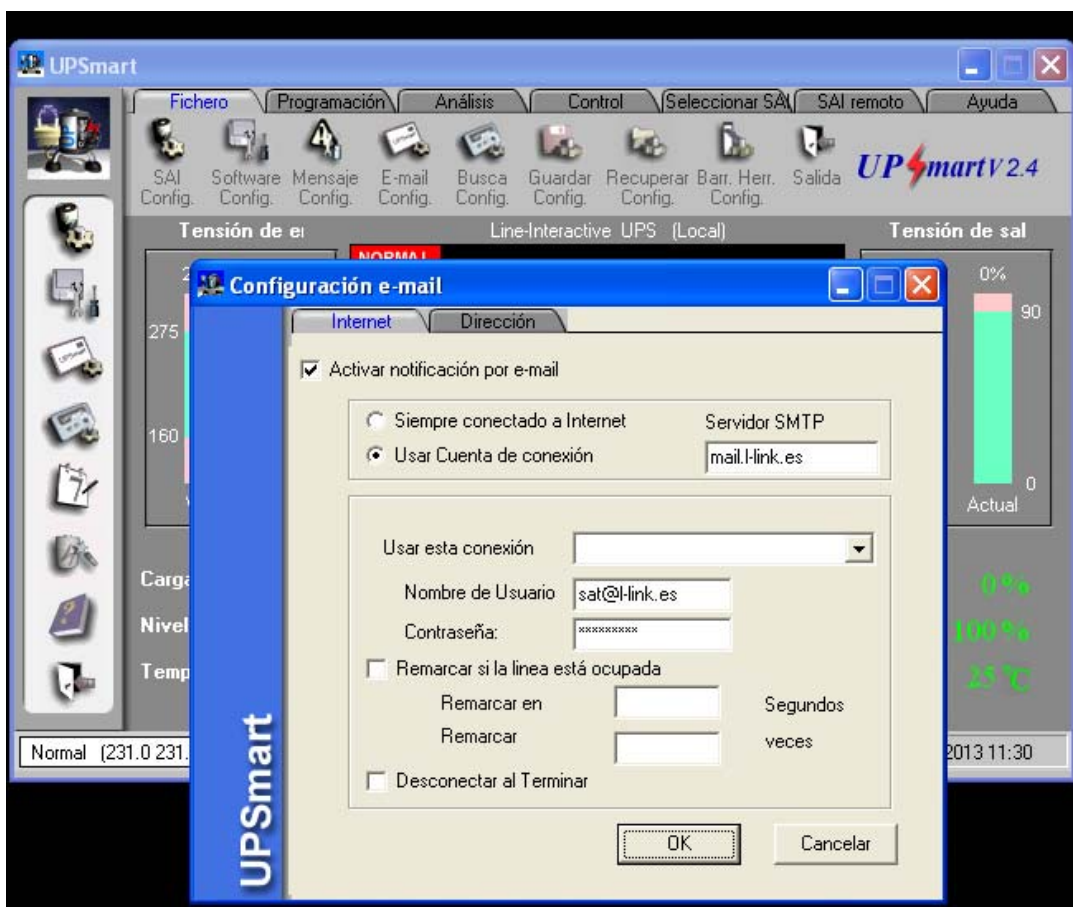 UPSmart
Fichero Programación Análisis Control Seleccionar SAI SAI remoto Ayuda
SAI Config. Software Config. Mensaje Config. E-mail Config. Busca Config. Guardar Config. Recuperar Config. Barr. Herr. Config. Salida
UPSmart V 2.4
Tensión de
Line-Interactive UPS (Local)
Tensión de sal
NORMAL
275
160
0%
90
0
Actual
Configuración e-mail
Internet Dirección
Activar notificación por e-mail
Siempre conectado a Internet
Servidor SMTP
Usar Cuenta de conexión
mail.l-link.es
Usar esta conexión
Nombre de Usuario sat@l-link.es
Contraseña: xxxxxxxxx
Remarcar si la linea está ocupada
Remarcar en Segundos
Remarcar veces
Desconectar al Terminar
OK Cancelar
UPSmart
Carga
0%
Nivel
100%
Temp
25 ℃
Normal (231.0 231.
2013 11:30